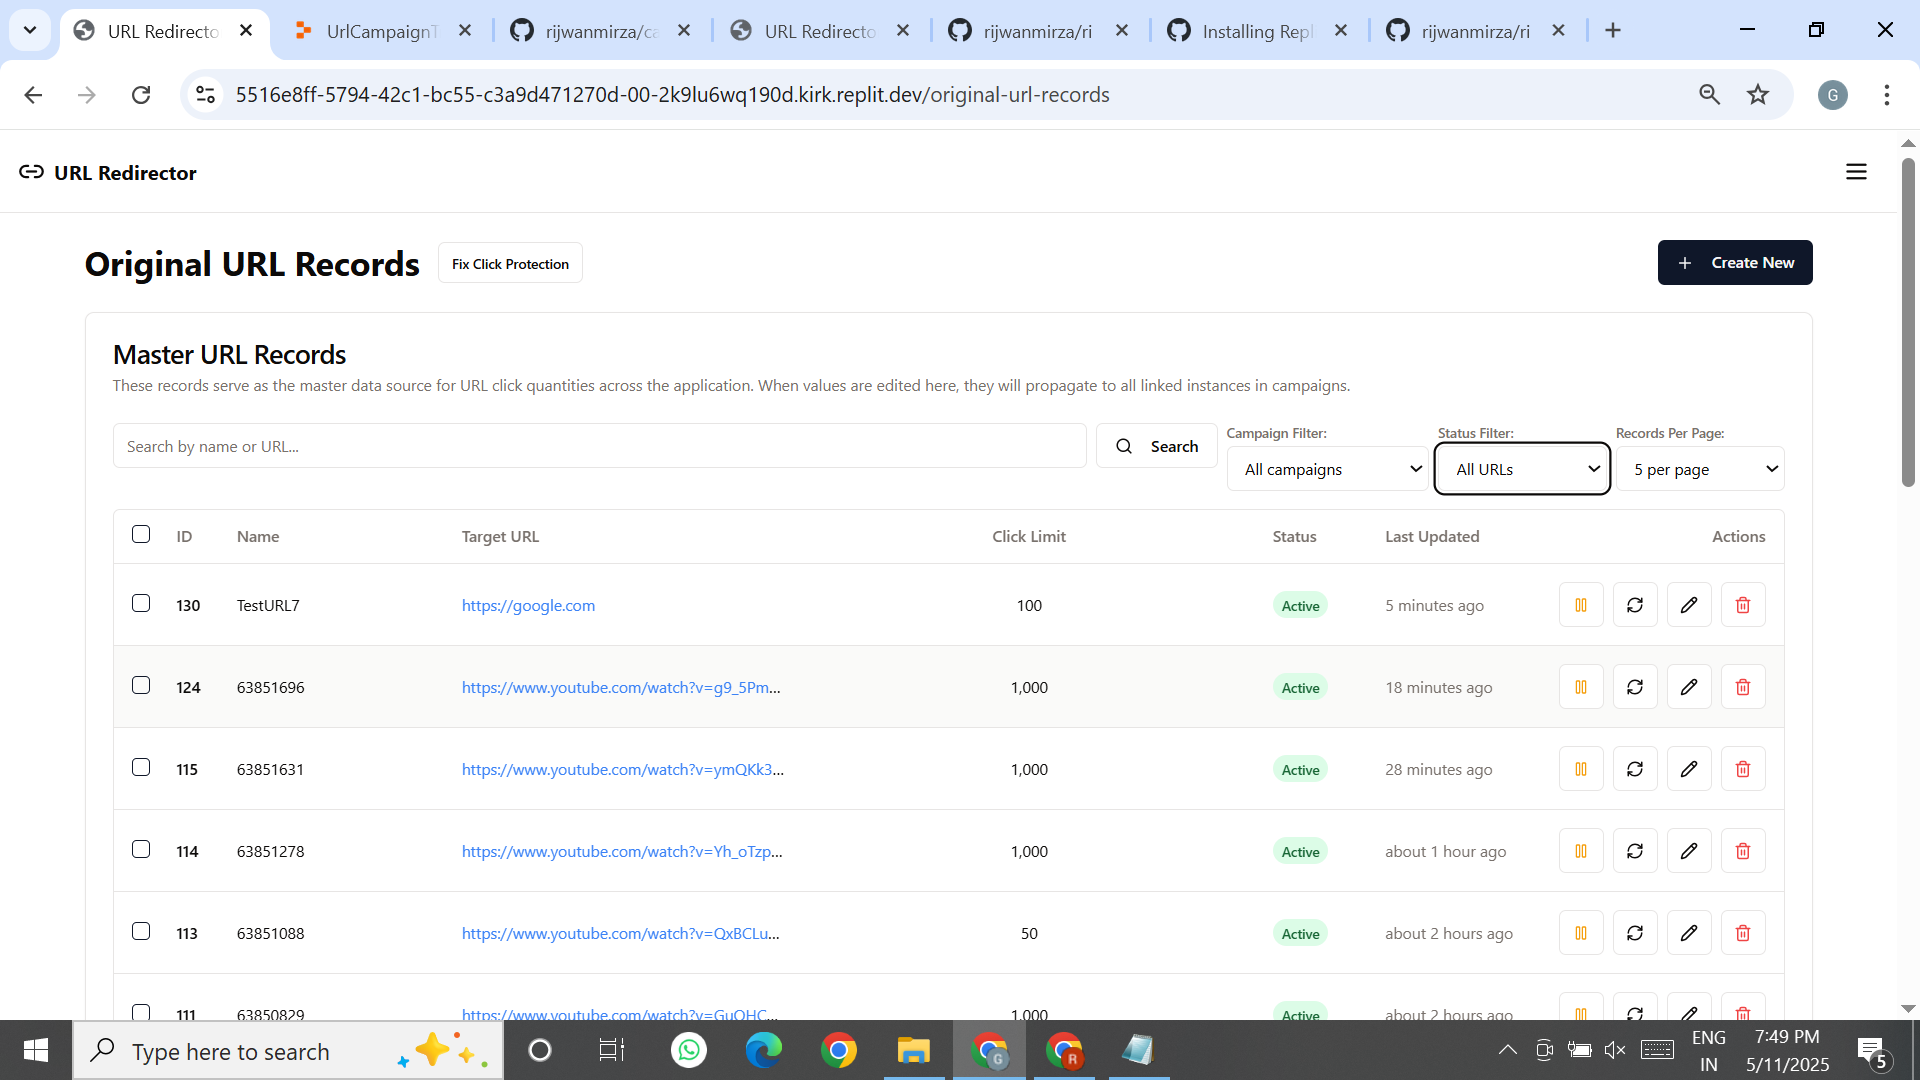 URL Redirecto
UrlCampaignT
rijwanmirza/ca
URL Redirecto
rijwanmirza/ri
Installing Repl
rijwanmirza/ri
5516e8ff-5794-42c1-bc55-c3a9d471270d-00-2k9lu6wq190d.kirk.replit.dev/original-url-records
G
URL Redirector
Original URL Records
Fix Click Protection
+ Create New
Master URL Records
These records serve as the master data source for URL click quantities across the application. When values are edited here, they will propagate to all linked instances in campaigns.
Search by name or URL...
Search
Campaign Filter:
All campaigns
Status Filter:
All URLs
Records Per Page:
5 per page
ID Name Target URL Click Limit Status Last Updated Actions
130 TestURL7 https://google.com 100 Active 5 minutes ago
124 63851696 https://www.youtube.com/watch?v=g9_5Pm... 1,000 Active 18 minutes ago
115 63851631 https://www.youtube.com/watch?v=ymQKk3... 1,000 Active 28 minutes ago
114 63851278 https://www.youtube.com/watch?v=Yh_oTzp... 1,000 Active about 1 hour ago
113 63851088 https://www.youtube.com/watch?v=QxBCLu... 50 Active about 2 hours ago
111 63850829 https://www.youtube.com/watch?v=GuQHC... 1,000 Active about 2 hours ago
Type here to search
G
R
ENG
IN
7:49 PM
5/11/2025
5